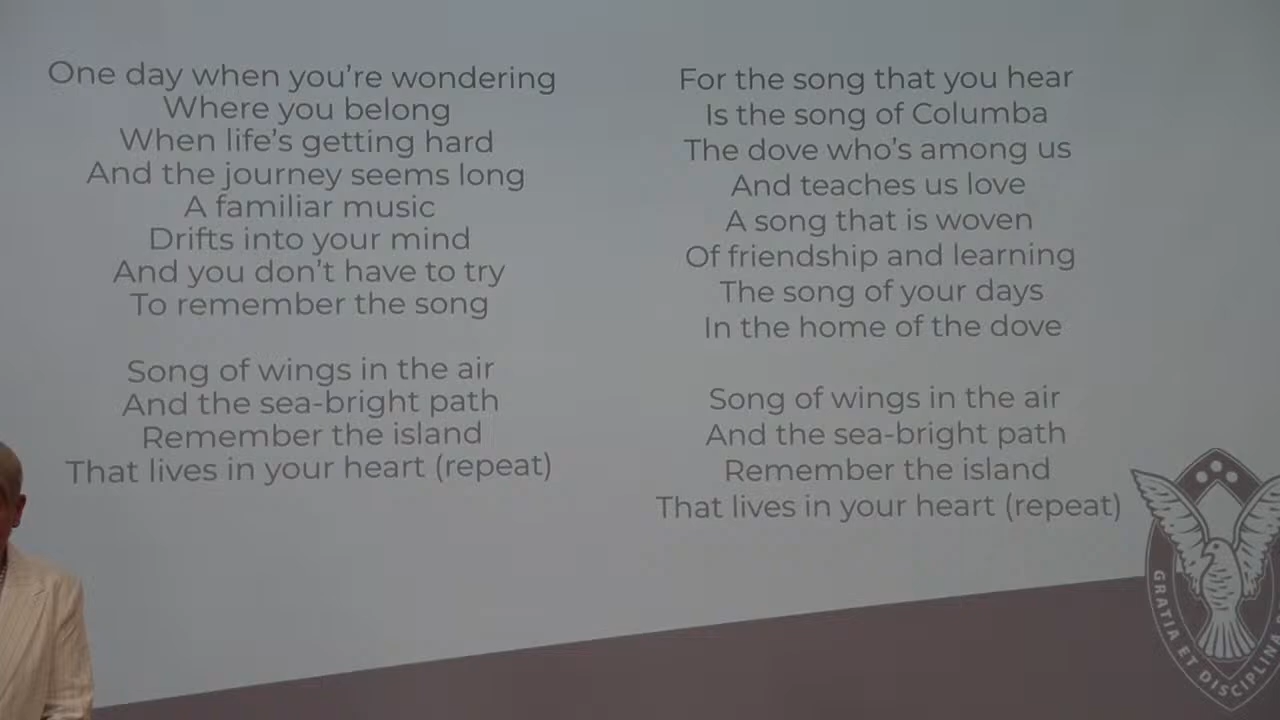 One day when you're wondering
Where you belong
When life's getting hard
And the journey seems long
A familiar music
Drifts into your mind
And you don't have to try
To remember the song
Song of wings in the air
And the sea-bright path
Remember the island
That lives in your heart (repeat)
For the song that you hear
Is the song of Columba
The dove who's among us
And teaches us love
A song that is woven
Of friendship and learning
The song of your days
In the home of the dove
Song of wings in the air
And the sea-bright path
Remember the island
That lives in your heart (repeat)
GRATIA ET DISCIPLINA